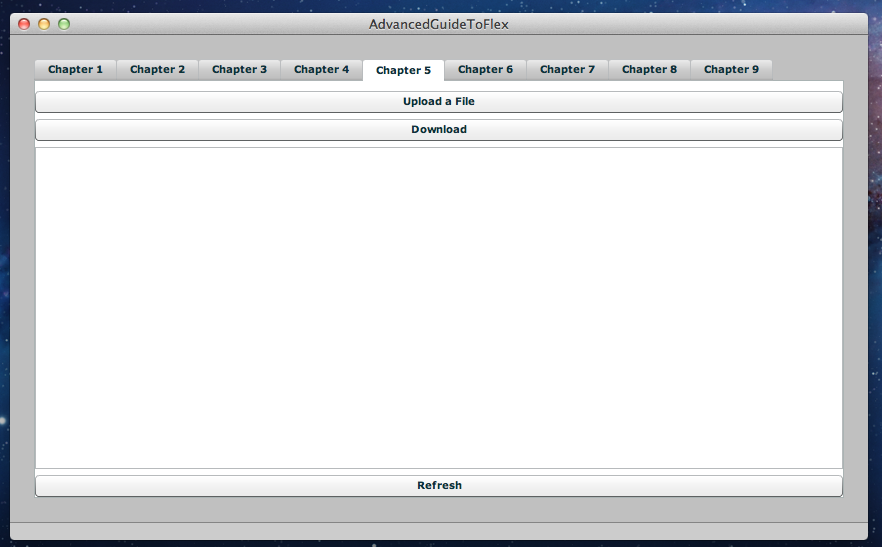 AdvancedGuideToFlex
Chapter 1 Chapter 2 Chapter 3 Chapter 4 Chapter 5 Chapter 6 Chapter 7 Chapter 8 Chapter 9
Upload a File
Download
Refresh